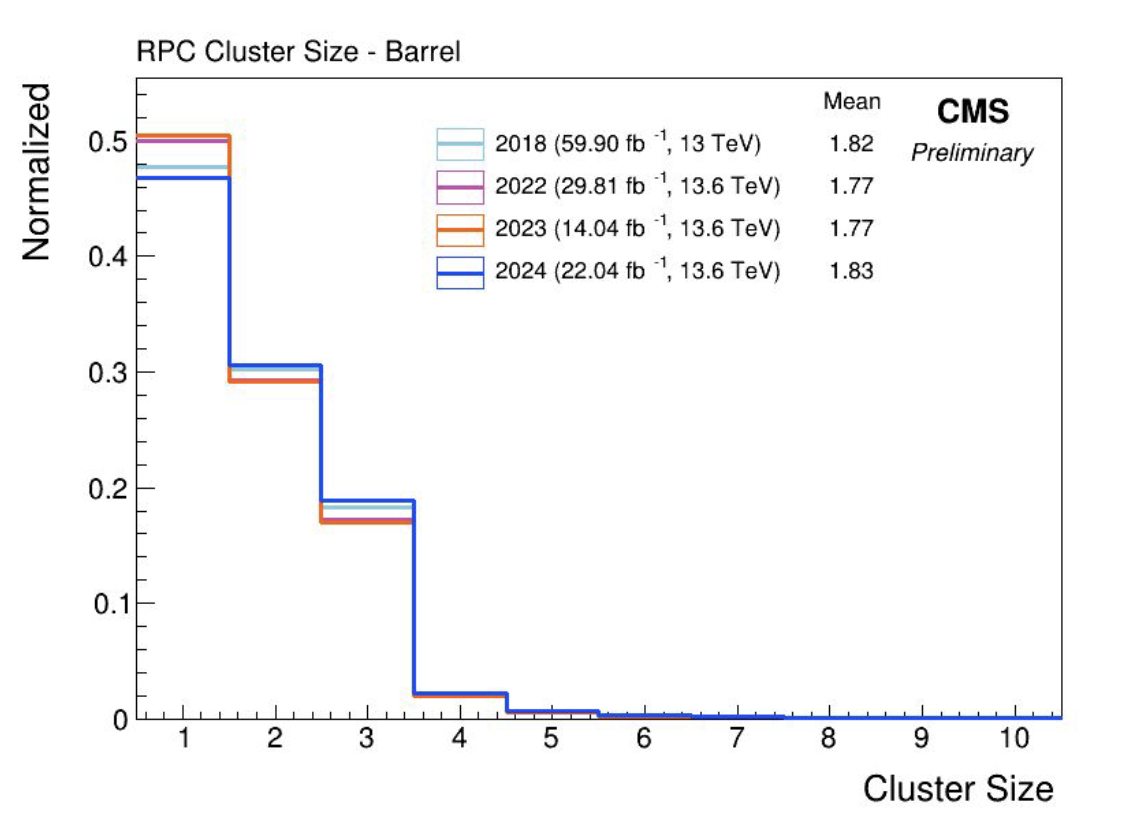 RPC Cluster Size - Barrel
Normalized
Mean
CMS
Preliminary
2018 (59.90 fb -1, 13 TeV) 1.82
2022 (29.81 fb -1, 13.6 TeV) 1.77
2023 (14.04 fb -1, 13.6 TeV) 1.77
2024 (22.04 fb -1, 13.6 TeV) 1.83
0.5
0.4
0.3
0.2
0.1
0
1 2 3 4 5 6 7 8 9 10
Cluster Size